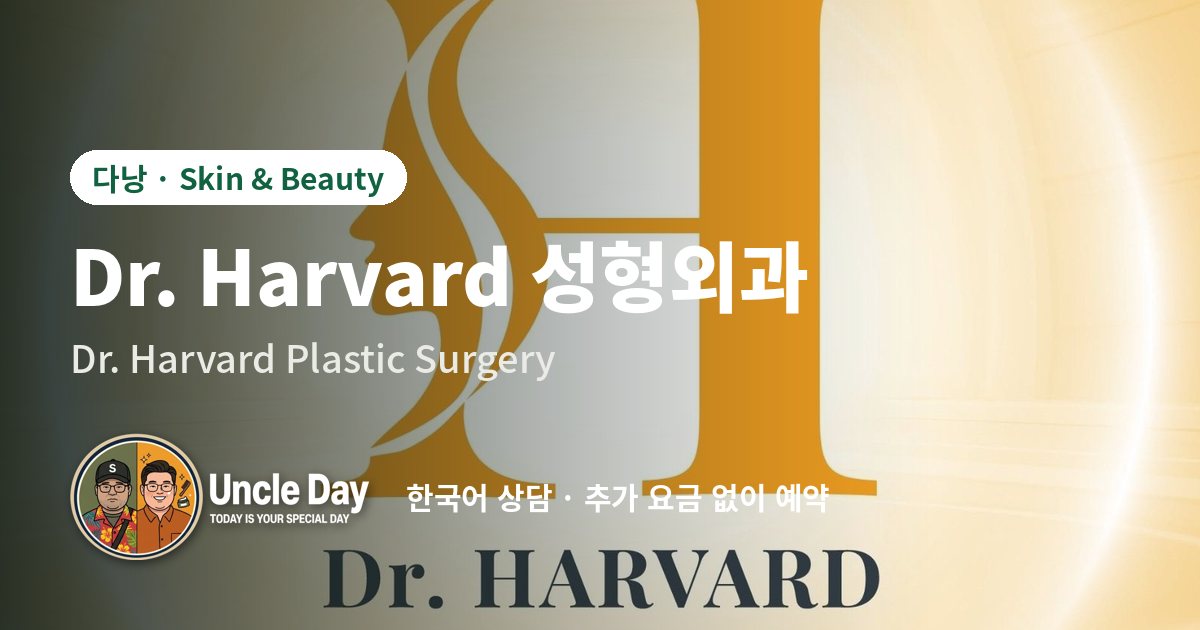 다낭 · Skin & Beauty
Dr. Harvard 성형외과
Dr. Harvard Plastic Surgery
S
Uncle Day
TODAY IS YOUR SPECIAL DAY
한국어 상담 · 추가 요금 없이 예약
H
Dr. HARVARD